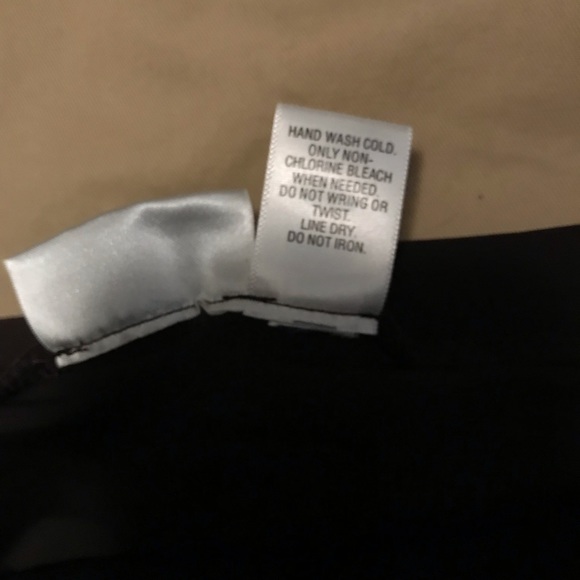 HAND WASH COLD.
ONLY NON-
CHLORINE BLEACH
WHEN NEEDED.
DO NOT WRING OR
TWIST.
LINE DRY.
DO NOT IRON.